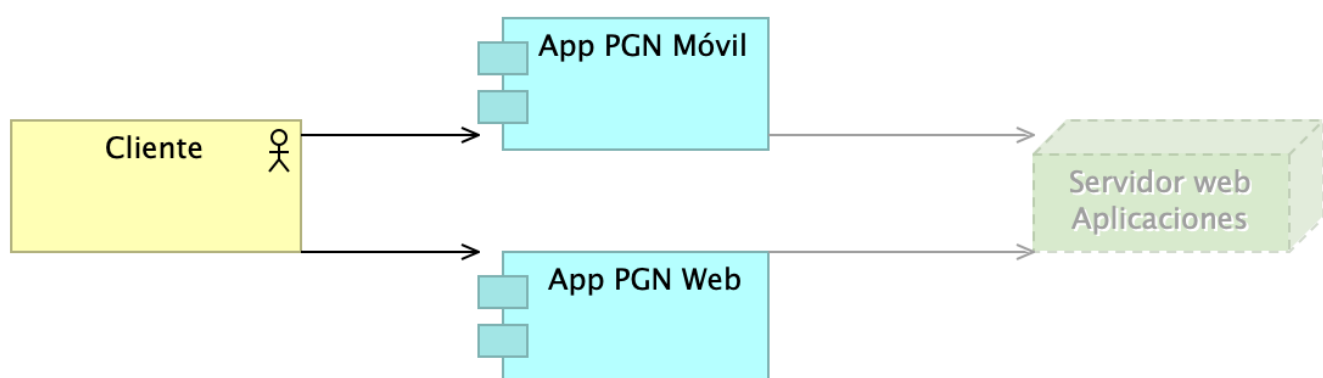 App PGN Móvil
Cliente
Servidor web
Aplicaciones
App PGN Web